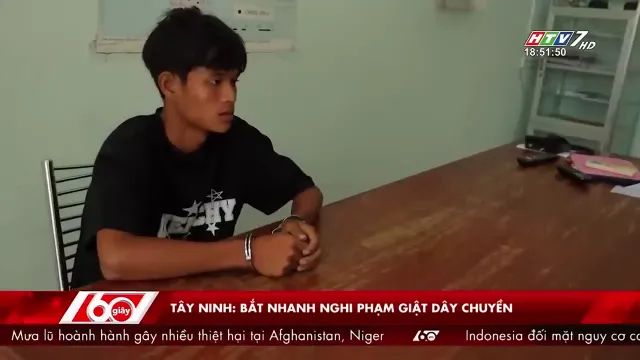 HTV7 HD
18:51:50
60 giây
TÂY NINH: BẮT NHANH NGHI PHẠM GIẬT DÂY CHUYỀN
Mưa lũ hoành hành gây nhiều thiệt hại tại Afghanistan, Niger 60 Indonesia đối mặt nguy cơ c